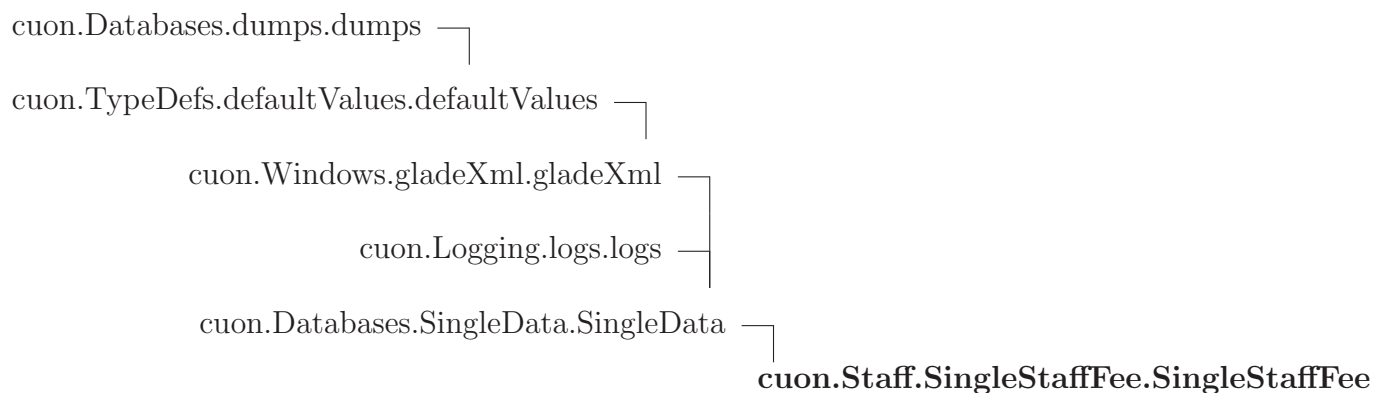 cuon.Databases.dumps.dumps
cuon.TypeDefs.defaultValues.defaultValues
cuon.Windows.gladeXml.gladeXml
cuon.Logging.logs.logs
cuon.Databases.SingleData.SingleData
cuon.Staff.SingleStaffFee.SingleStaffFee